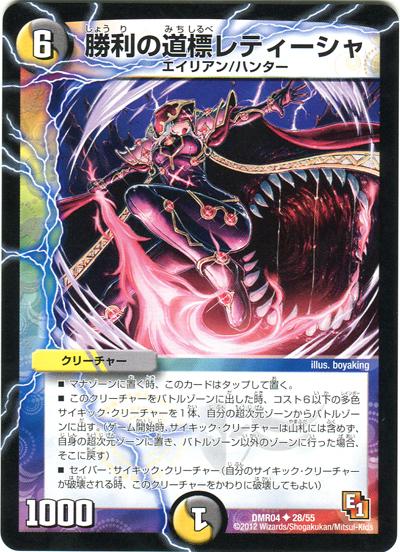 6
しょうり みちしるべ
勝利の道標レティーシャ
エイリアン/ハンター
illus. boyaking
クリーチャー
■ マナゾーンに置く時、このカードはタップして置く。
■ このクリーチャーをバトルゾーンに出した時、コスト6以下の多色
サイキック・クリーチャーを1体、自分の超次元ゾーンからバトルゾー
ンに出す。(ゲーム開始時、サイキック・クリーチャーは山札には含めず、
自身の超次元ゾーンに置き、バトルゾーン以外のゾーンに行った場合、
そこに戻す)
■ セイバー:サイキック・クリーチャー(自分のサイキック・クリーチャー
が破壊される時、このクリーチャーをかわりに破壊してもよい)
1000
1
E1
DMR04 ♦ 28/55
©2012 Wizards/Shogakukan/Mitsui-Kids